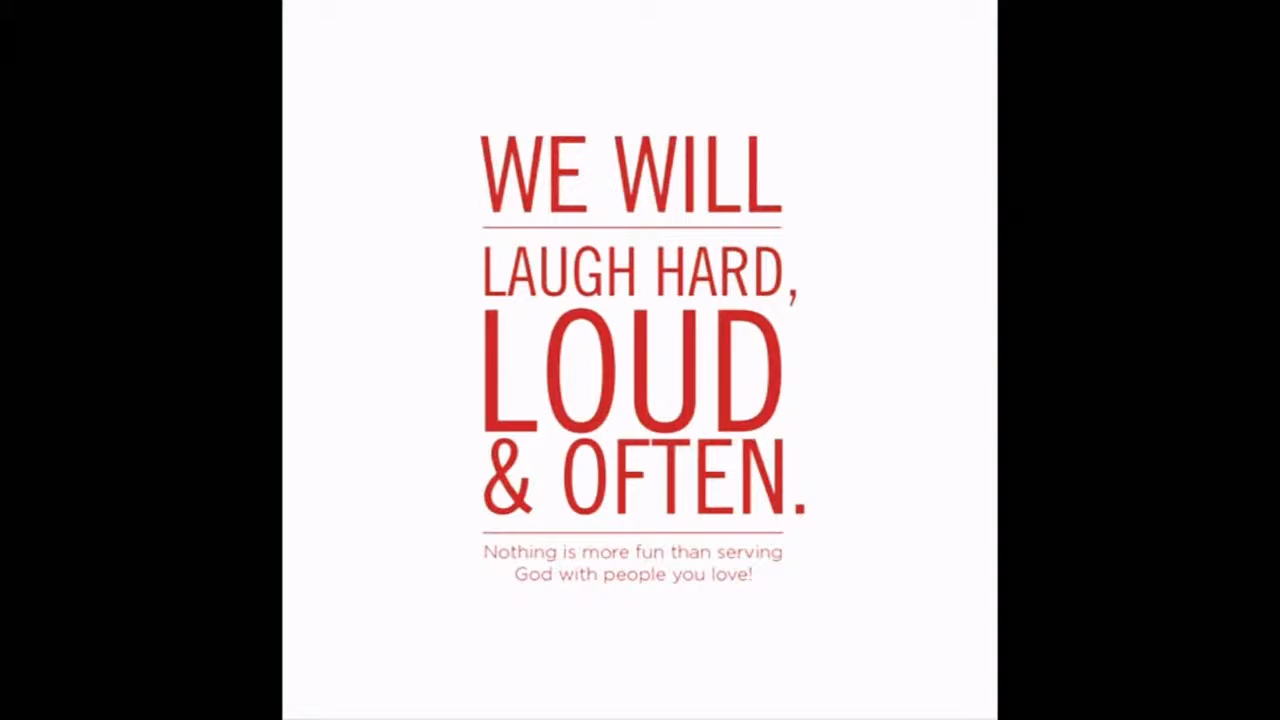 WE WILL
LAUGH HARD,
LOUD
& OFTEN.
Nothing is more fun than serving
God with people you love!